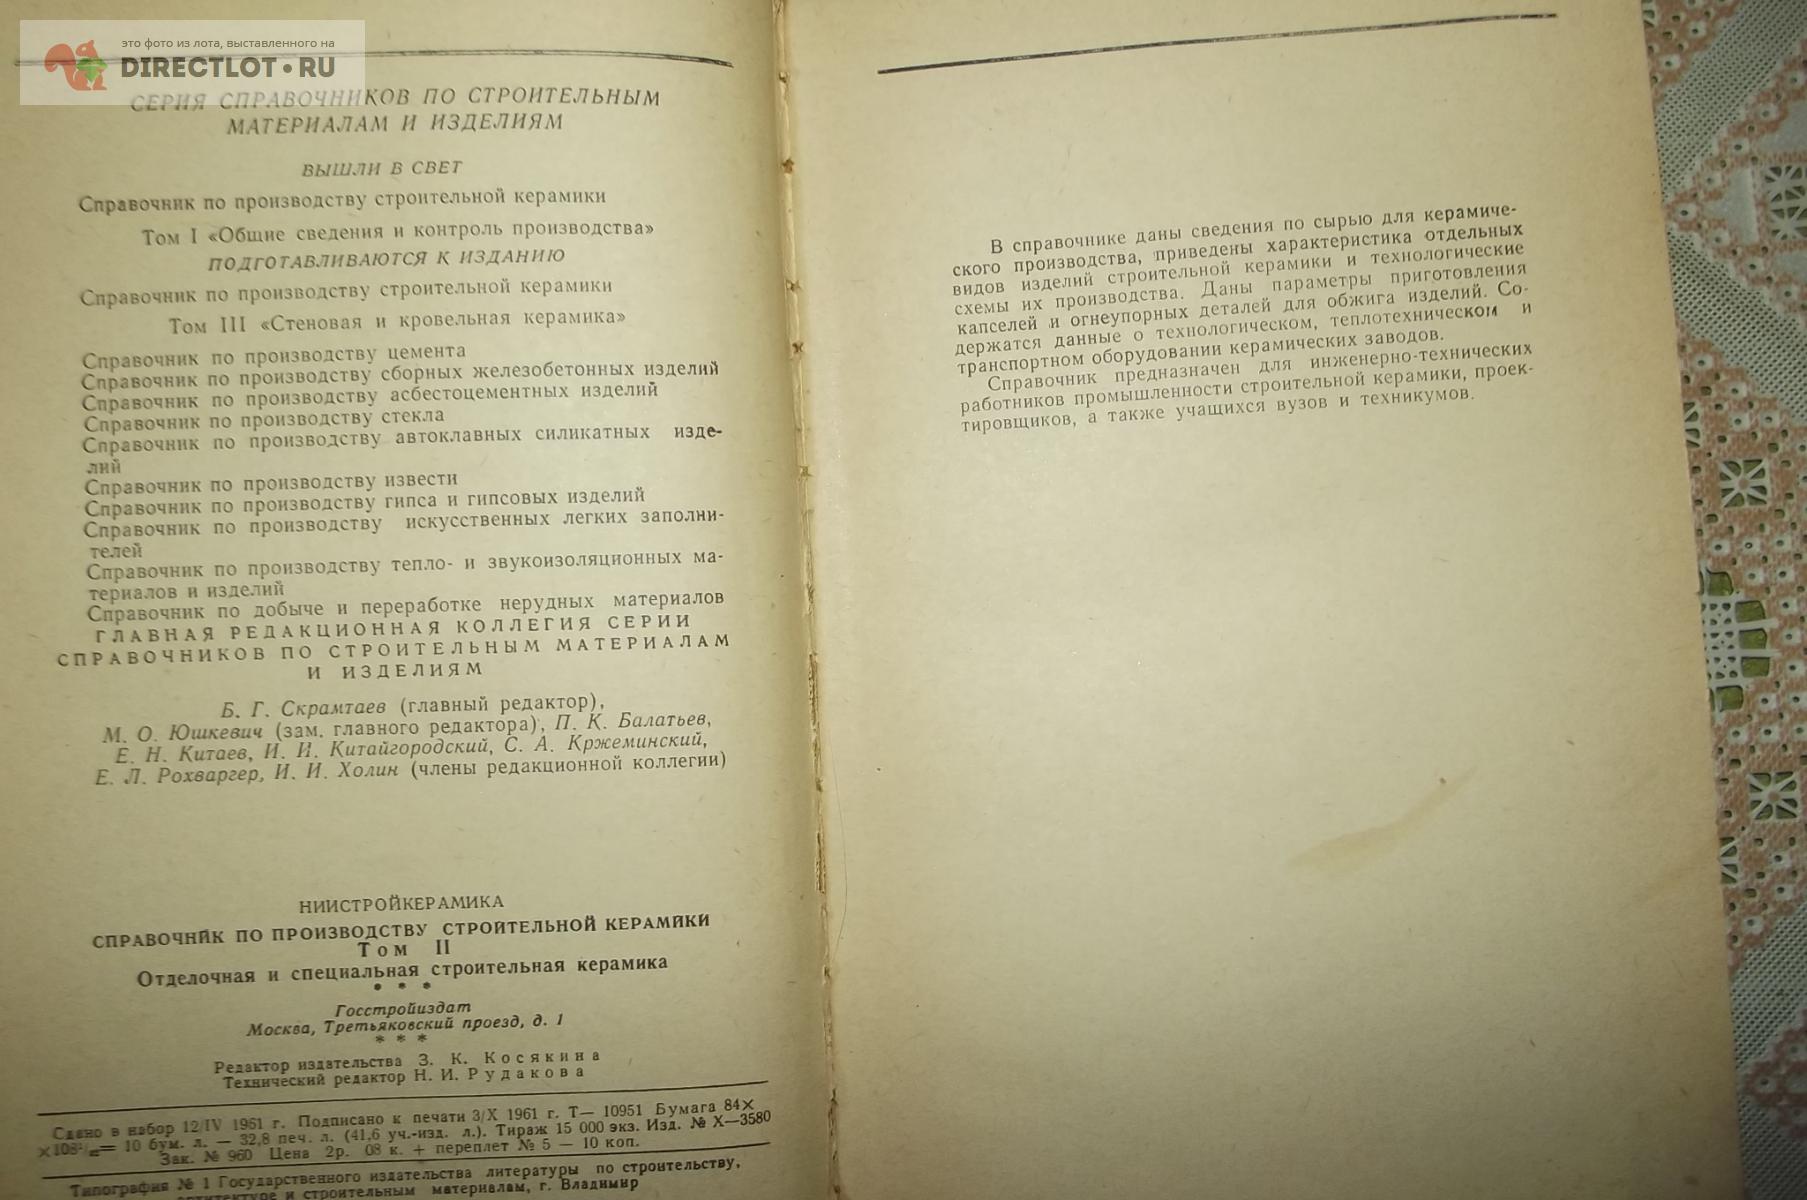 это фото из лота, выставленного на
DIRECTLOT•RU
СЕРИЯ СПРАВОЧНИКОВ ПО СТРОИТЕЛЬНЫМ
МАТЕРИАЛАМ И ИЗДЕЛИЯМ
ВЫШЛИ В СВЕТ
Справочник по производству строительной керамики
Том I «Общие сведения и контроль производства»
ПОДГОТАВЛИВАЮТСЯ К ИЗДАНИЮ
Справочник по производству строительной керамики
Том III «Стеновая и кровельная керамика»
Справочник по производству цемента
Справочник по производству сборных железобетонных изделий
Справочник по производству асбестоцементных изделий
Справочник по производству стекла
Справочник по производству автоклавных силикатных изде-
лий
Справочник по производству извести
Справочник по производству гипса и гипсовых изделий
Справочник по производству искусственных легких заполни-
телей
Справочник по производству тепло- и звукоизоляционных ма-
териалов и изделий
Справочник по добыче и переработке нерудных материалов
ГЛАВНАЯ РЕДАКЦИОННАЯ КОЛЛЕГИЯ СЕРИИ
СПРАВОЧНИКОВ ПО СТРОИТЕЛЬНЫМ МАТЕРИАЛАМ
И ИЗДЕЛИЯМ
Б. Г. Скрамтаев (главный редактор),
М. О. Юшкевич (зам. главного редактора), П. К. Балатьев,
Е. Н. Китаев, И. И. Китайгородский, С. А. Кржеминский,
Е. Л. Рохваргер, И. И. Холин (члены редакционной коллегии)
НИИСТРОЙКЕРАМИКА
СПРАВОЧНИК ПО ПРОИЗВОДСТВУ СТРОИТЕЛЬНОЙ КЕРАМИКИ
Том II
Отделочная и специальная строительная керамика
* * *
Госстройиздат
Москва, Третьяковский проезд, д. 1
* * *
Редактор издательства З. К. Косякина
Технический редактор Н. И. Рудакова
Сдано в набор 12/IV 1961 г. Подписано к печати 3/X 1961 г. Т— 10951 Бумага 84×
×108¹/₃₂= 10 бум. л. — 32,8 печ. л. (41,6 уч.-изд. л.). Тираж 15 000 экз. Изд. № X—3580
Зак. № 960 Цена 2р. 08 к. + переплет № 5 — 10 коп.
Типография № 1 Государственного издательства литературы по строительству,
архитектуре и строительным материалам, г. Владимир
В справочнике даны сведения по сырью для керамиче-
ского производства, приведены характеристика отдельных
видов изделий строительной керамики и технологические
схемы их производства. Даны параметры приготовления
капселей и огнеупорных деталей для обжига изделий. Со-
держатся данные о технологическом, теплотехническом и
транспортном оборудовании керамических заводов.
Справочник предназначен для инженерно-технических
работников промышленности строительной керамики, проек-
тировщиков, а также учащихся вузов и техникумов.